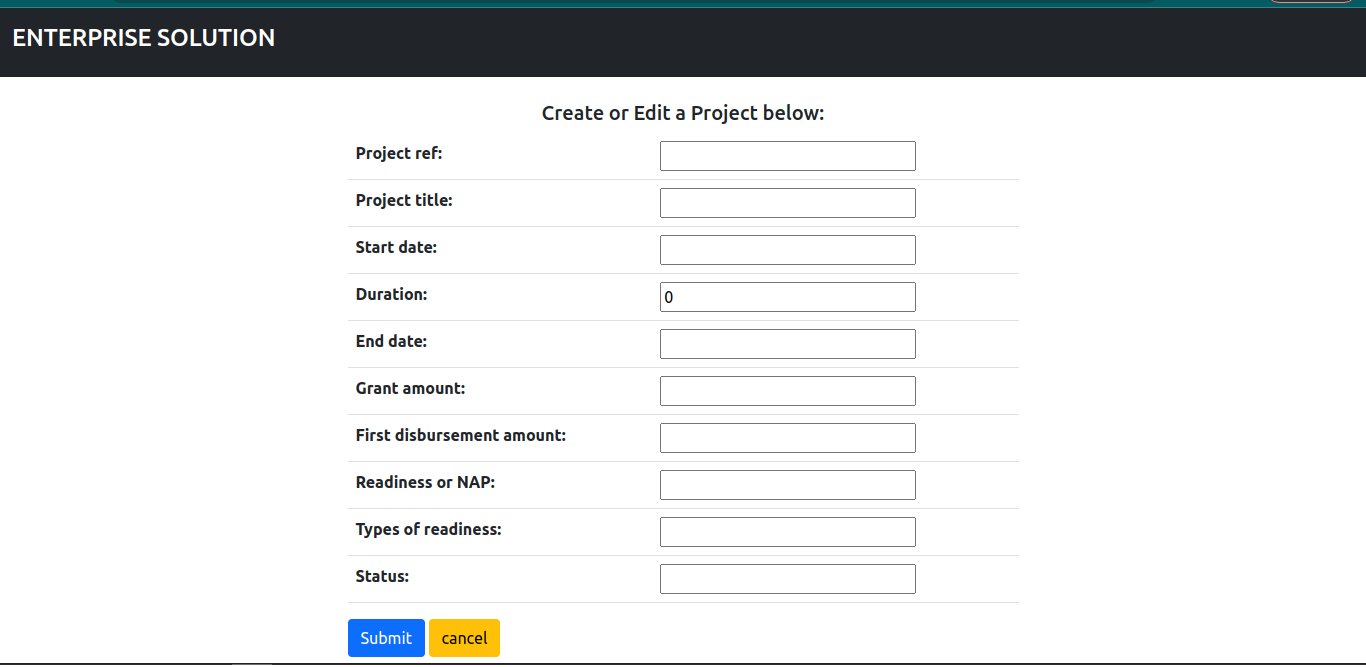 ENTERPRISE SOLUTION
Create or Edit a Project below:
Project ref:
Project title:
Start date:
Duration: 0
End date:
Grant amount:
First disbursement amount:
Readiness or NAP:
Types of readiness:
Status:
Submit cancel